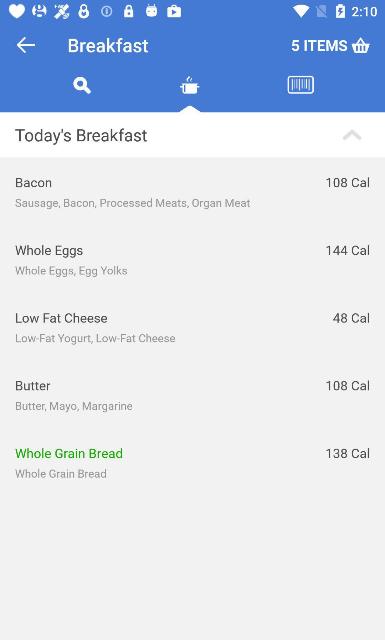 2:10
Breakfast
5 ITEMS
Today's Breakfast
Bacon 108 Cal
Sausage, Bacon, Processed Meats, Organ Meat
Whole Eggs 144 Cal
Whole Eggs, Egg Yolks
Low Fat Cheese 48 Cal
Low-Fat Yogurt, Low-Fat Cheese
Butter 108 Cal
Butter, Mayo, Margarine
Whole Grain Bread 138 Cal
Whole Grain Bread